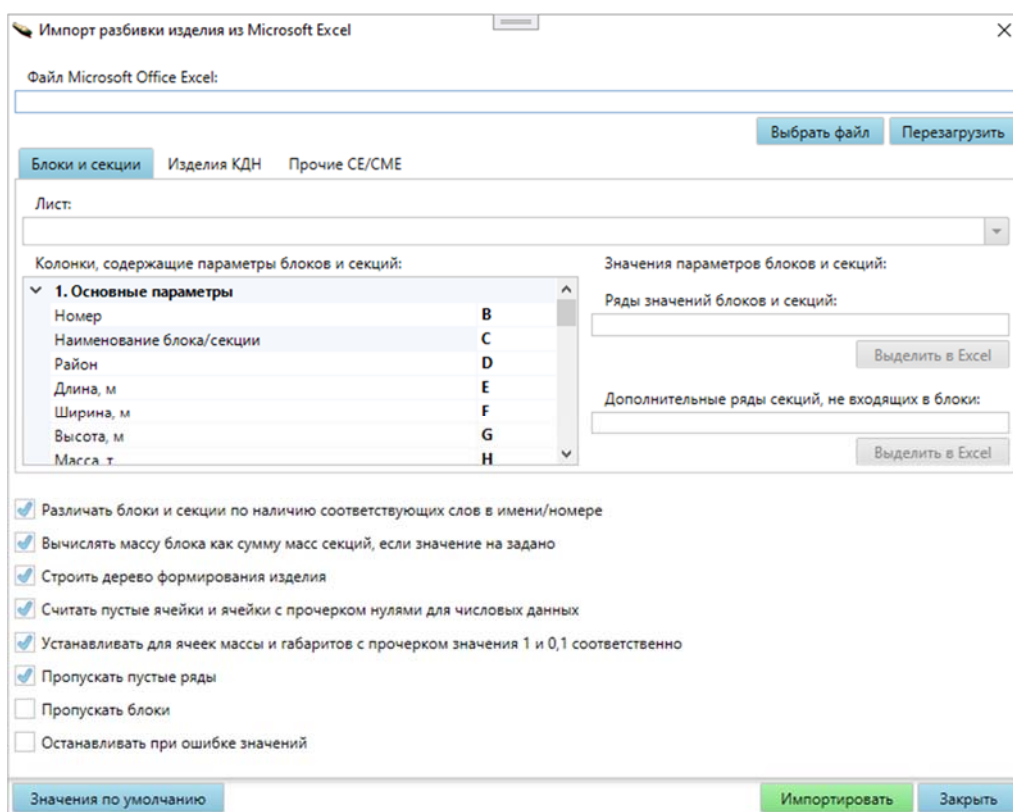 Импорт разбивки изделия из Microsoft Excel
Файл Microsoft Office Excel:
Выбрать файл Перезагрузить
Блоки и секции Изделия КДН Прочие СЕ/СМЕ
Лист:
Колонки, содержащие параметры блоков и секций:
1. Основные параметры
Номер B
Наименование блока/секции C
Район D
Длина, м E
Ширина, м F
Высота, м G
Масса, т H
Значения параметров блоков и секций:
Ряды значений блоков и секций:
Выделить в Excel
Дополнительные ряды секций, не входящих в блоки:
Выделить в Excel
Различать блоки и секции по наличию соответствующих слов в имени/номере
Вычислять массу блока как сумму масс секций, если значение на задано
Строить дерево формирования изделия
Считать пустые ячейки и ячейки с прочерком нулями для числовых данных
Устанавливать для ячеек массы и габаритов с прочерком значения 1 и 0,1 соответственно
Пропускать пустые ряды
Пропускать блоки
Останавливать при ошибке значений
Значения по умолчанию Импортировать Закрыть